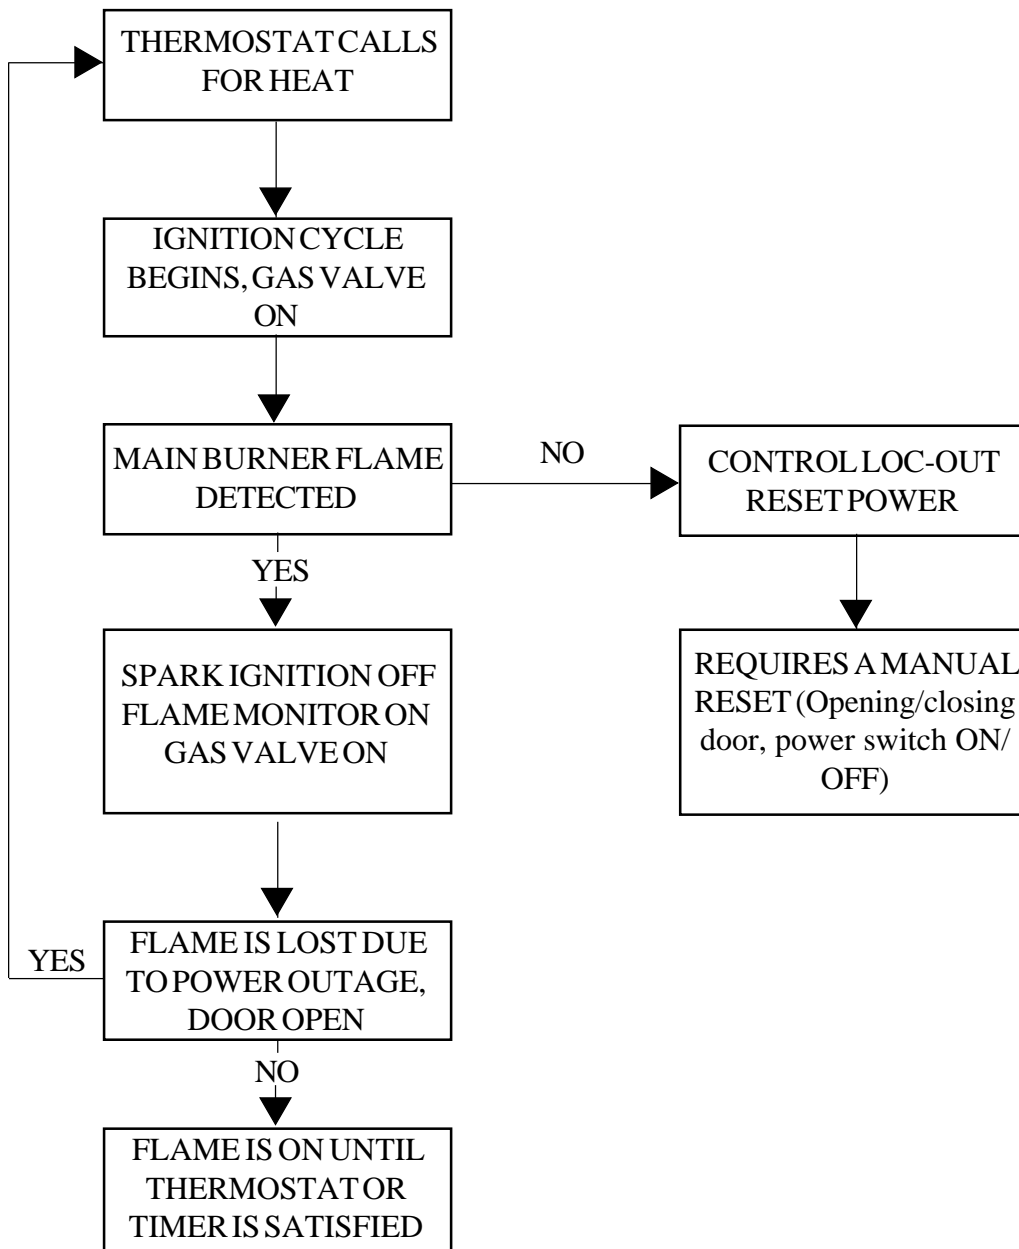 THERMOSTAT CALLS
FOR HEAT
IGNITION CYCLE
BEGINS, GAS VALVE
ON
MAIN BURNER FLAME
DETECTED
NO
CONTROL LOC-OUT
RESET POWER
YES
SPARK IGNITION OFF
FLAME MONITOR ON
GAS VALVE ON
REQUIRES A MANUAL
RESET (Opening/closing
door, power switch ON/
OFF)
YES
FLAME IS LOST DUE
TO POWER OUTAGE,
DOOR OPEN
NO
FLAME IS ON UNTIL
THERMOSTAT OR
TIMER IS SATISFIED